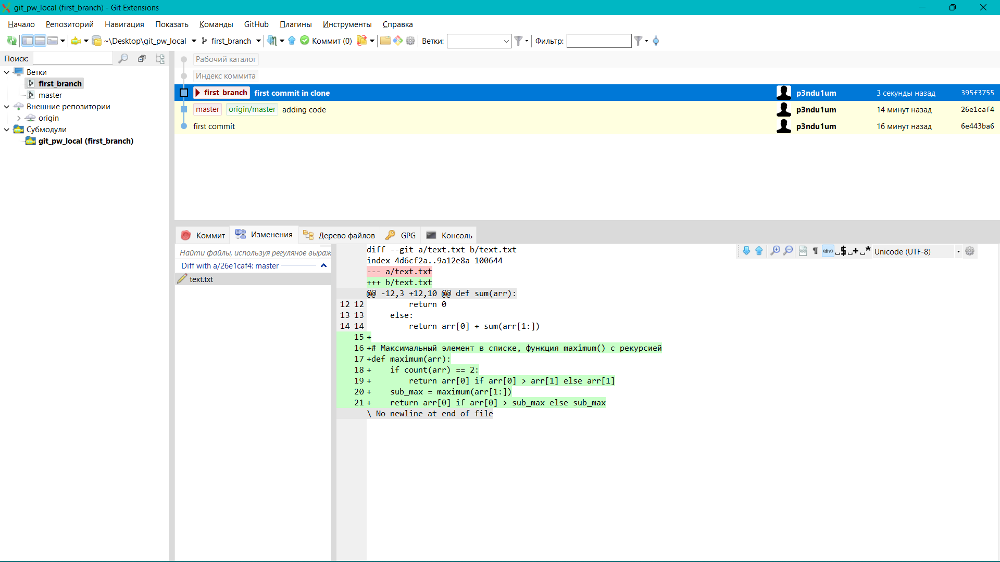 git_pw_local (first_branch) - Git Extensions
Начало Репозиторий Навигация Показать Команды GitHub Плагины Инструменты Справка
~\Desktop\git_pw_local first_branch Коммит (0) Ветки: Фильтр:
Поиск:
Ветки
first_branch
master
Внешние репозитории
origin
Субмодули
git_pw_local (first_branch)
Рабочий каталог
Индекс коммита
first_branch first commit in clone p3ndu1um 3 секунды назад 395f3755
master origin/master adding code p3ndu1um 14 минут назад 26e1caf4
first commit p3ndu1um 16 минут назад 6e443ba6
Коммит Изменения Дерево файлов GPG Консоль
Найти файлы, используя регуляное выраж
Diff with a/26e1caf4: master
text.txt
<div> Unicode (UTF-8)
diff --git a/text.txt b/text.txt
index 4d6cf2a..9a12e8a 100644
--- a/text.txt
+++ b/text.txt
@@ -12,3 +12,10 @@ def sum(arr):
12 12         return 0
13 13     else:
14 14         return arr[0] + sum(arr[1:])
15 +
16 +# Максимальный элемент в списке, функция maximum() с рекурсией
17 +def maximum(arr):
18 +    if count(arr) == 2:
19 +        return arr[0] if arr[0] > arr[1] else arr[1]
20 +    sub_max = maximum(arr[1:])
21 +    return arr[0] if arr[0] > sub_max else sub_max
\ No newline at end of file